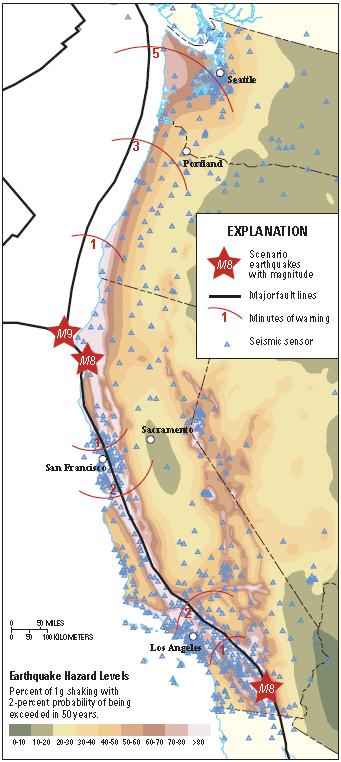 5
Seattle
3
Portland
1
M9
M8
EXPLANATION
M8
Scenario
earthquakes
with magnitude
Major fault lines
1
Minutes of warning
Seismic sensor
Sacramento
1
San Francisco
2
2
Los Angeles
1
M8
0 50 MILES
0 50 100 KILOMETERS
Earthquake Hazard Levels
Percent of 1g shaking with
2-percent probability of being
exceeded in 50 years.
0-10 10-20 20-30 30-40 40-50 50-60 60-70 70-80 >80